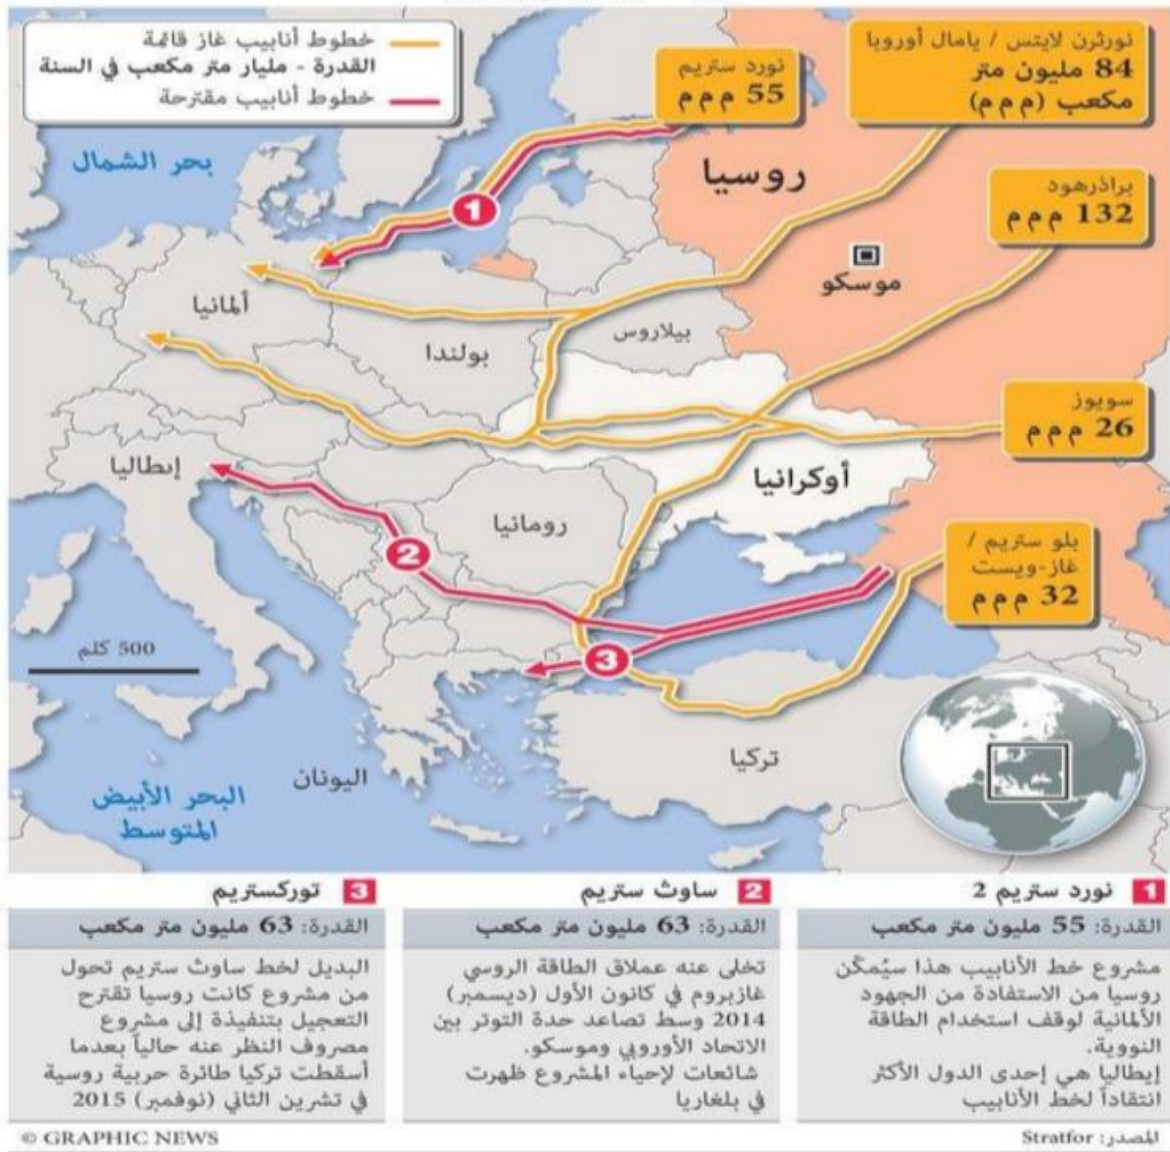 خطوط أنابيب غاز قائمة
القدرة - مليار متر مكعب في السنة
خطوط أنابيب مقترحة
نورد ستريم
55 م م م
نورثرن لايتس / يامال أوروبا
84 مليون متر
مكعب (م م م)
بحر الشمال
روسيا
براذرهود
132 م م م
موسكو
ألمانيا
بولندا
بيلاروس
سويوز
26 م م م
إيطاليا
أوكرانيا
رومانيا
بلو ستريم /
غاز-ويست
32 م م م
1
2
3
500 كلم
تركيا
اليونان
البحر الأبيض
المتوسط
1 نورد ستريم 2
القدرة: 55 مليون متر مكعب
مشروع خط الأنابيب هذا سيُمكّن
روسيا من الاستفادة من الجهود
الألمانية لوقف استخدام الطاقة
النووية.
إيطاليا هي إحدى الدول الأكثر
انتقاداً لخط الأنابيب
2 ساوث ستريم
القدرة: 63 مليون متر مكعب
تخلى عنه عملاق الطاقة الروسي
غازبروم في كانون الأول (ديسمبر)
2014 وسط تصاعد حدة التوتر بين
الاتحاد الأوروبي وموسكو.
شائعات لإحياء المشروع ظهرت
في بلغاريا
3 توركستريم
القدرة: 63 مليون متر مكعب
البديل لخط ساوث ستريم تحول
من مشروع كانت روسيا تقترح
التعجيل بتنفيذة إلى مشروع
مصروف النظر عنه حالياً بعدما
أسقطت تركيا طائرة حربية روسية
في تشرين الثاني (نوفمبر) 2015
المصدر: Stratfor
© GRAPHIC NEWS